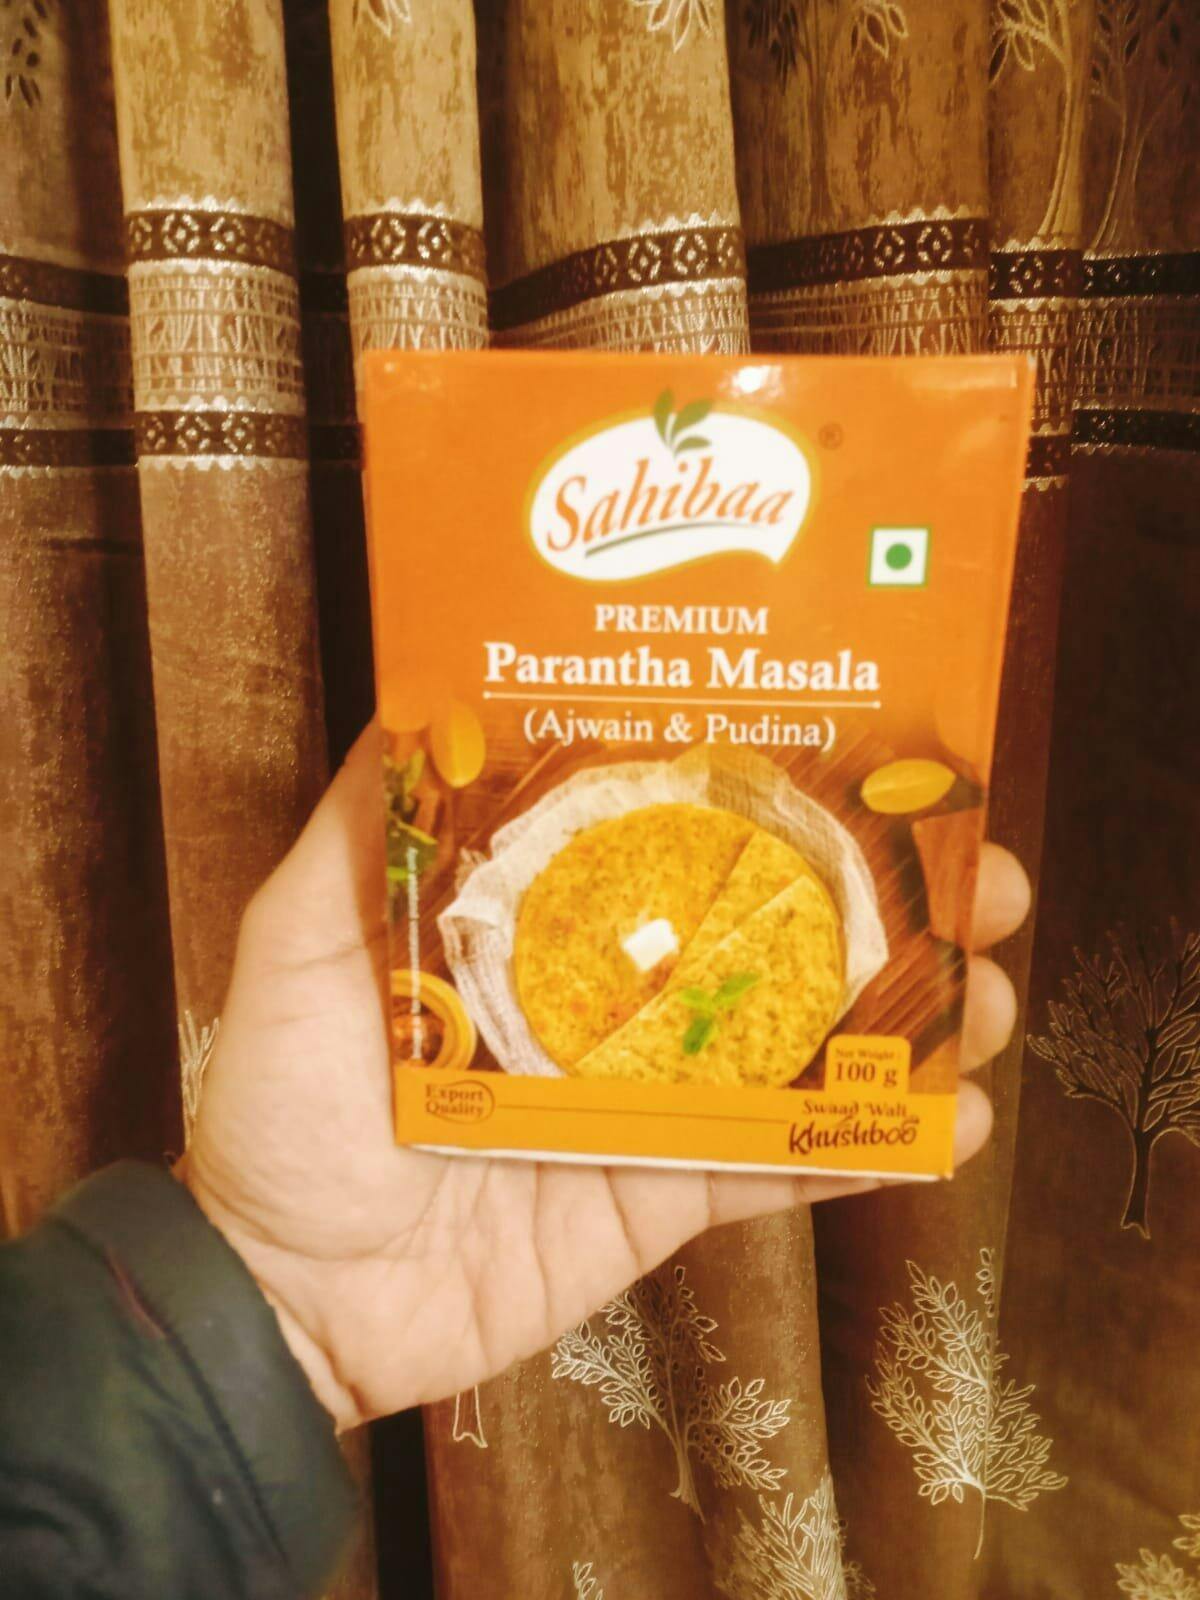 Sahibaa
®
PREMIUM
Parantha Masala
(Ajwain & Pudina)
Net Weight :
100 g
Export
Quality
Swaad Wali
Khushboo